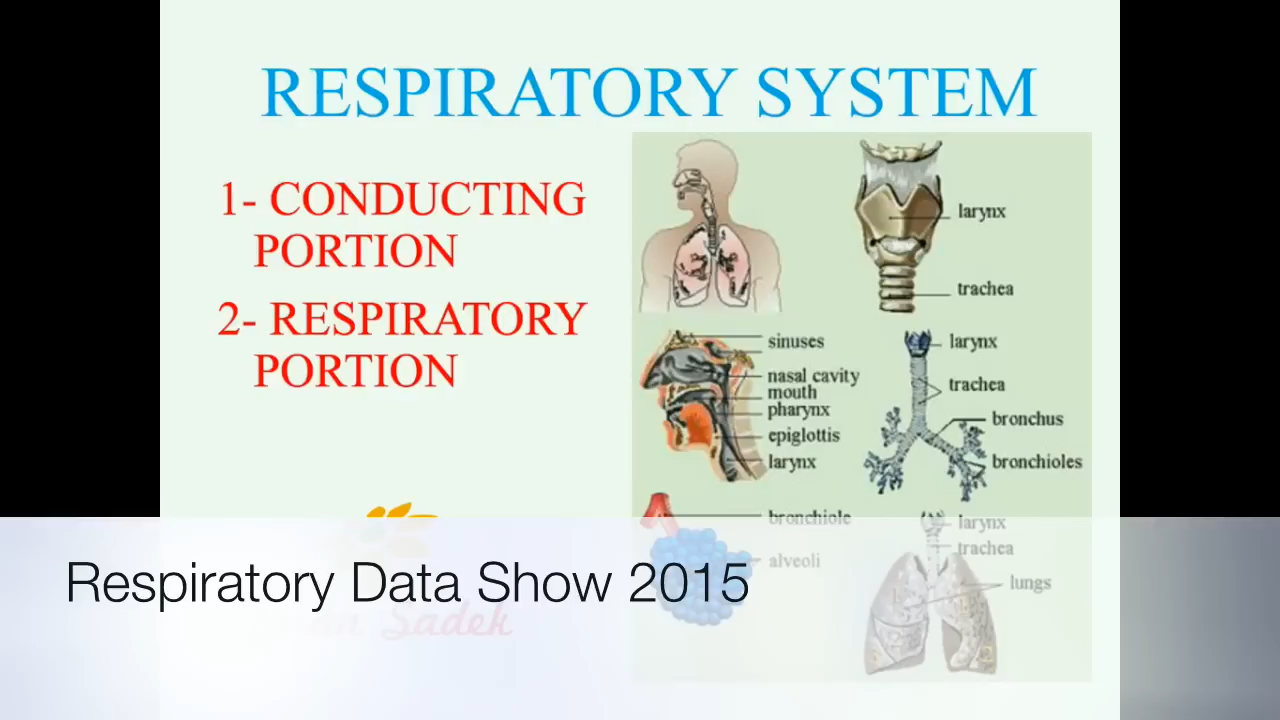 RESPIRATORY SYSTEM
1- CONDUCTING
PORTION
2- RESPIRATORY
PORTION
larynx
trachea
sinuses
nasal cavity
mouth
pharynx
epiglottis
larynx
larynx
trachea
bronchus
bronchioles
bronchiole
alveoli
larynx
trachea
lungs
Respiratory Data Show 2015
Sadek